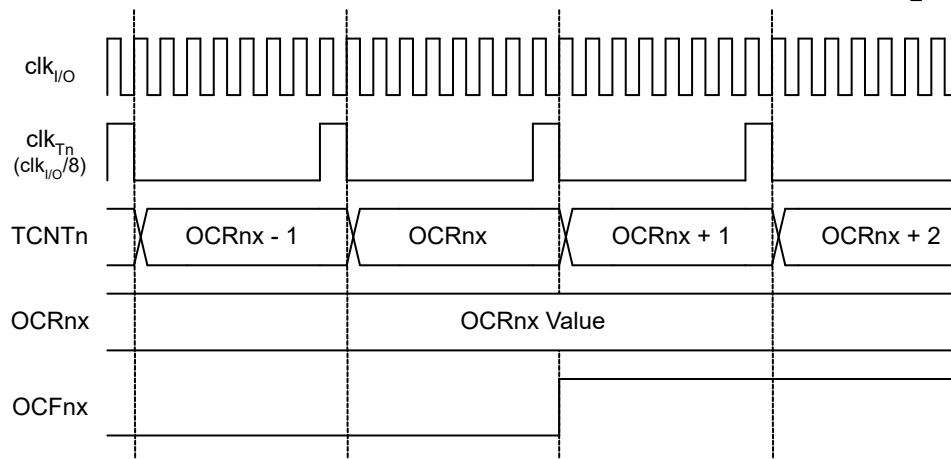 clkI/O
clkTn
(clkI/O/8)
TCNTn OCRnx - 1 OCRnx OCRnx + 1 OCRnx + 2
OCRnx OCRnx Value
OCFnx